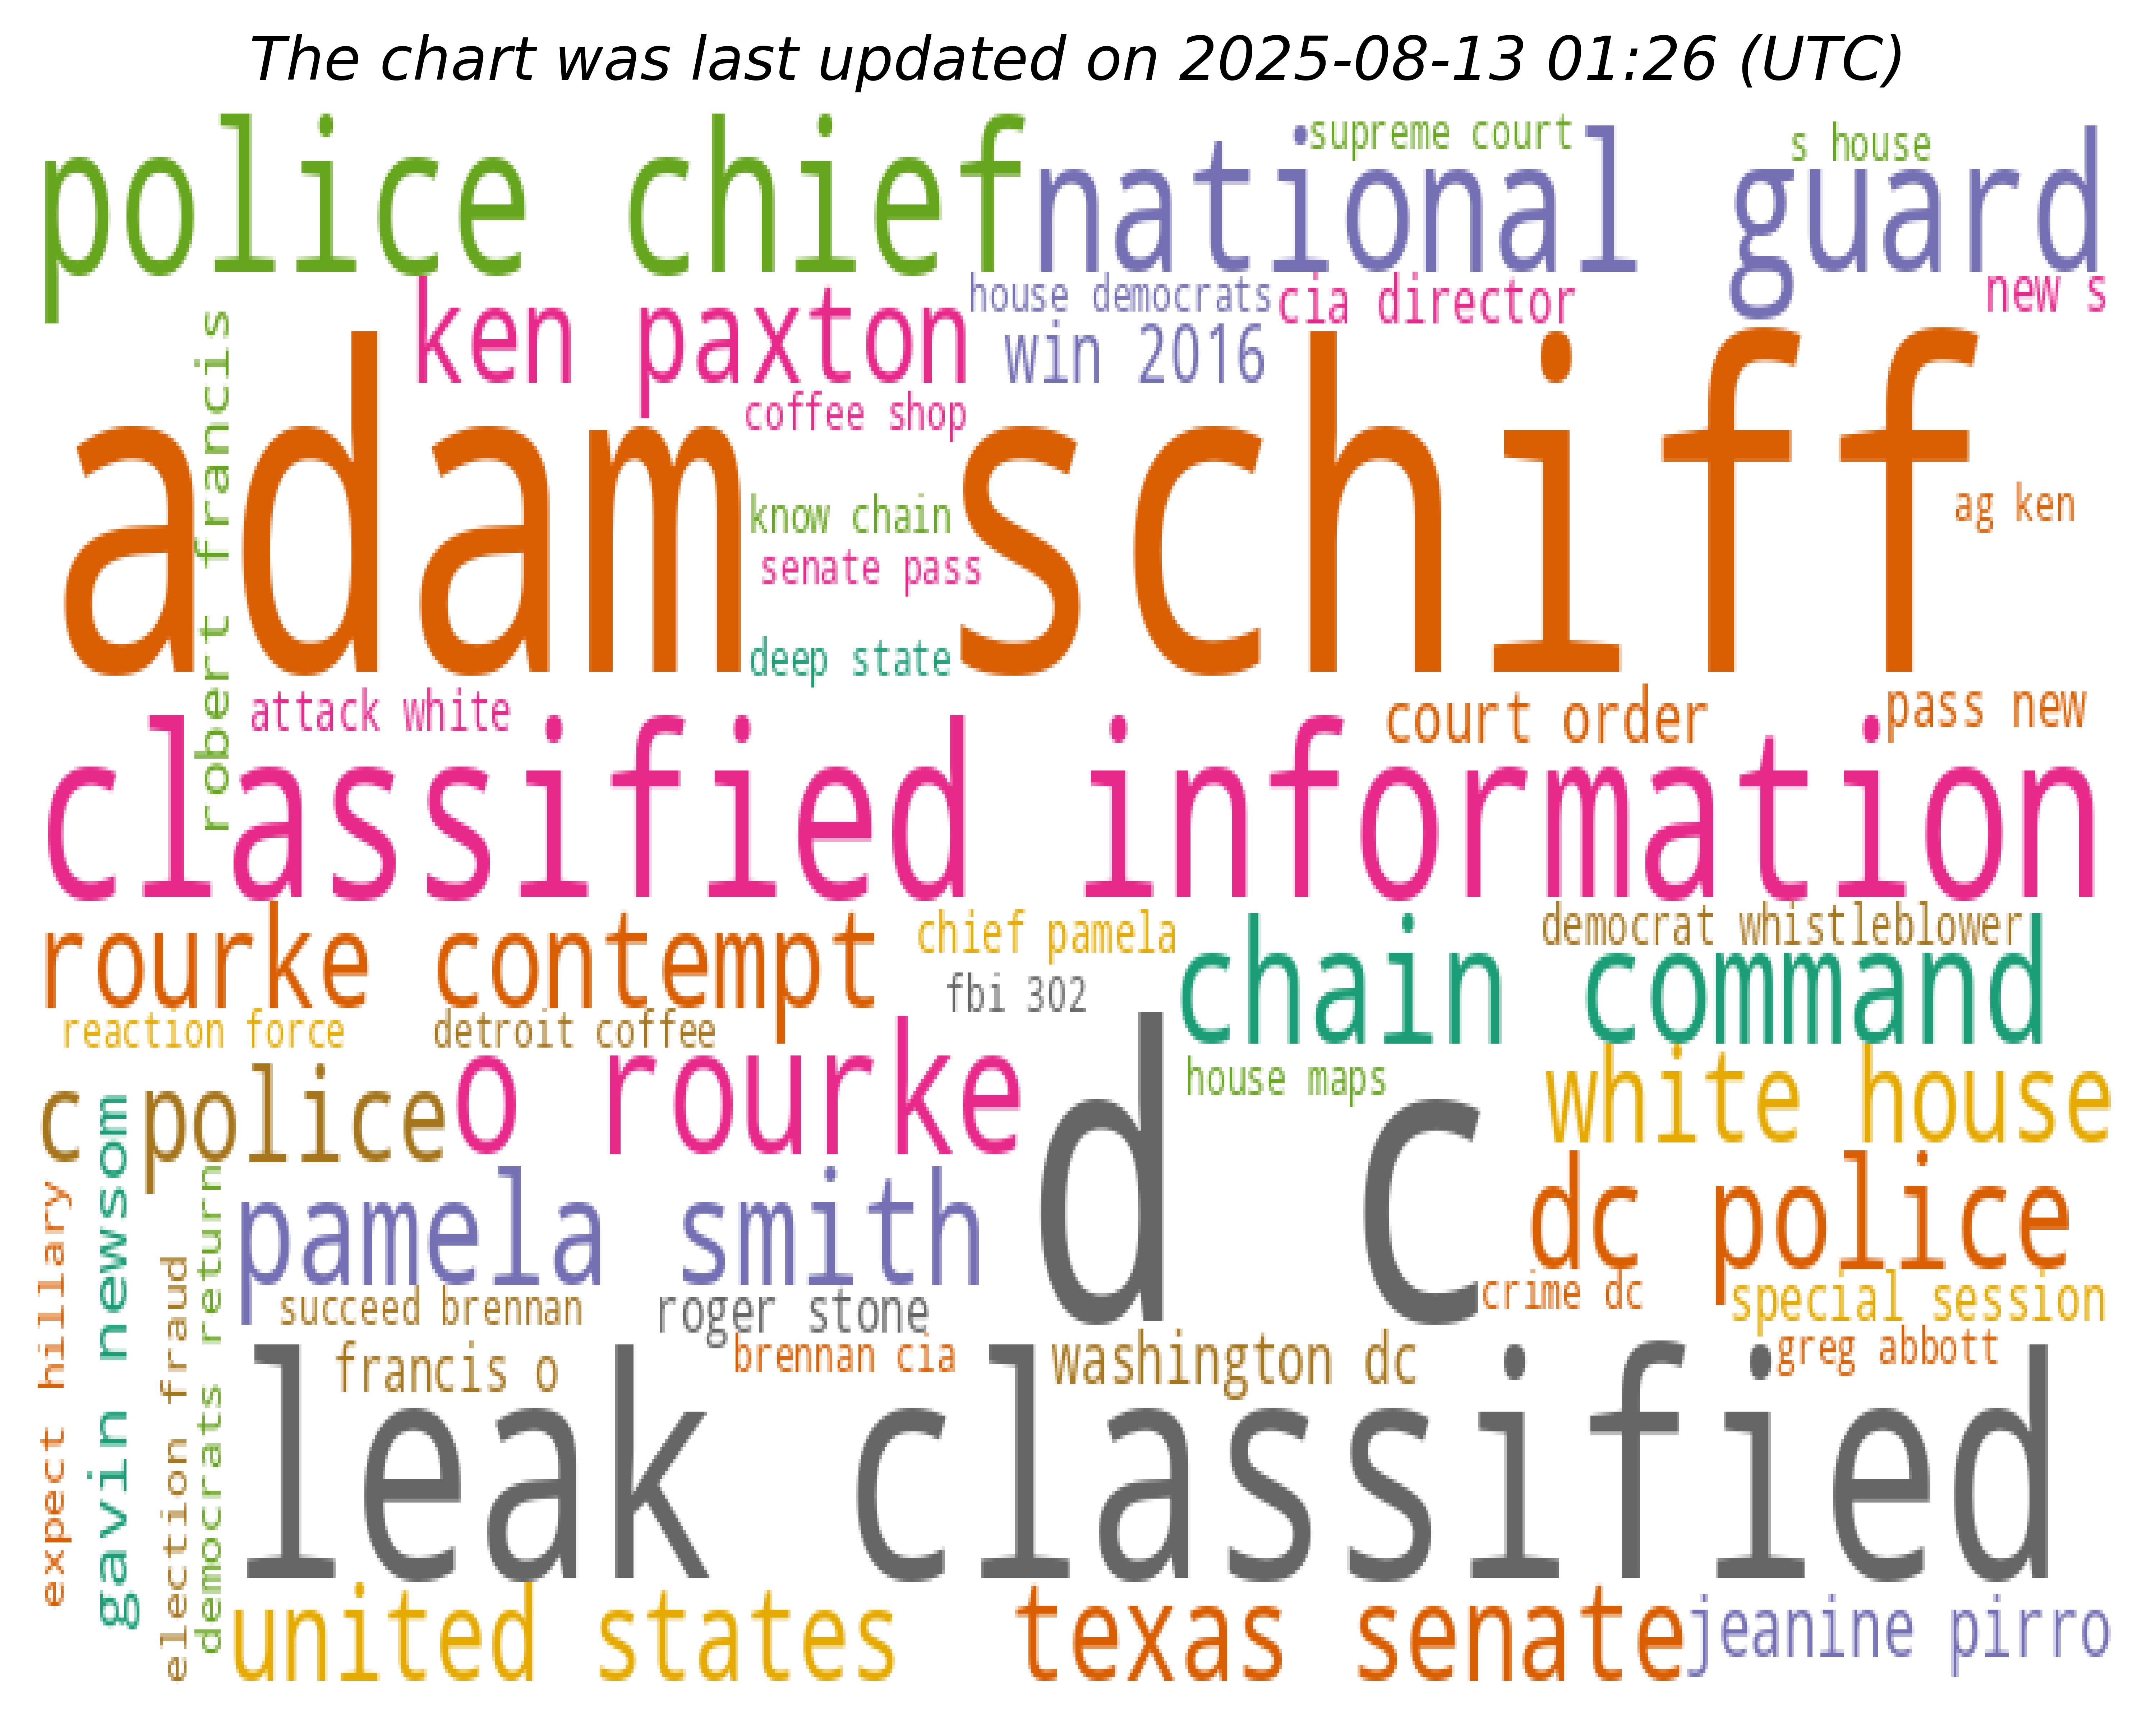 The chart was last updated on 2025-08-13 01:26 (UTC)
police chief
national guard
supreme court
s house
ken paxton
house democrats
cia director
new s
win 2016
coffee shop
robert francis
adam schiff
know chain
ag ken
senate pass
deep state
attack white
court order
pass new
classified information
rourke contempt
chief pamela
democrat whistleblower
chain command
fbi 302
reaction force
detroit coffee
c police
o rourke
d c
house maps
white house
pamela smith
dc police
succeed brennan
roger stone
crime dc
special session
francis o
brennan cia
washington dc
greg abbott
expect hillary
gavin newsom
election fraud
democrats return
leak classified
united states
texas senate
jeanine pirro